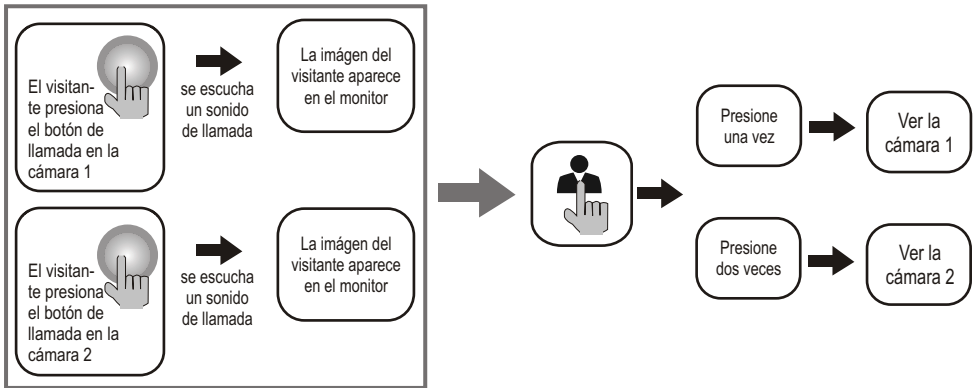 El visitan-
te presiona
el botón de
llamada en la
cámara 1
se escucha
un sonido
de llamada
La imágen del
visitante aparece
en el monitor
El visitan-
te presiona
el botón de
llamada en la
cámara 2
se escucha
un sonido
de llamada
La imágen del
visitante aparece
en el monitor
Presione
una vez
Ver la
cámara 1
Presione
dos veces
Ver la
cámara 2